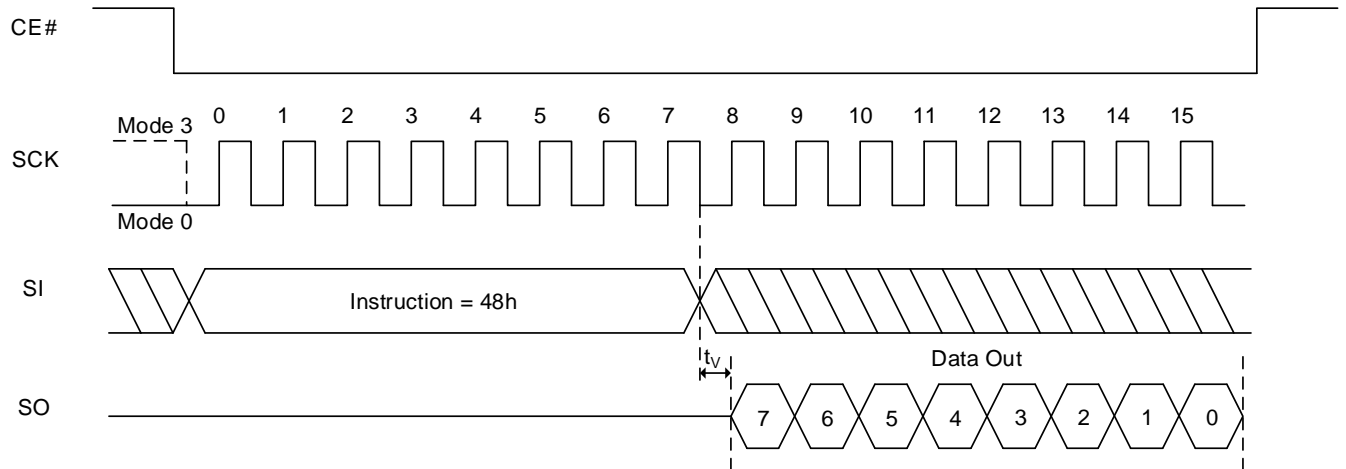 CE#
0 1 2 3 4 5 6 7 8 9 10 11 12 13 14 15
Mode 3
SCK
Mode 0
SI
Instruction = 48h
tV
Data Out
SO
7 6 5 4 3 2 1 0